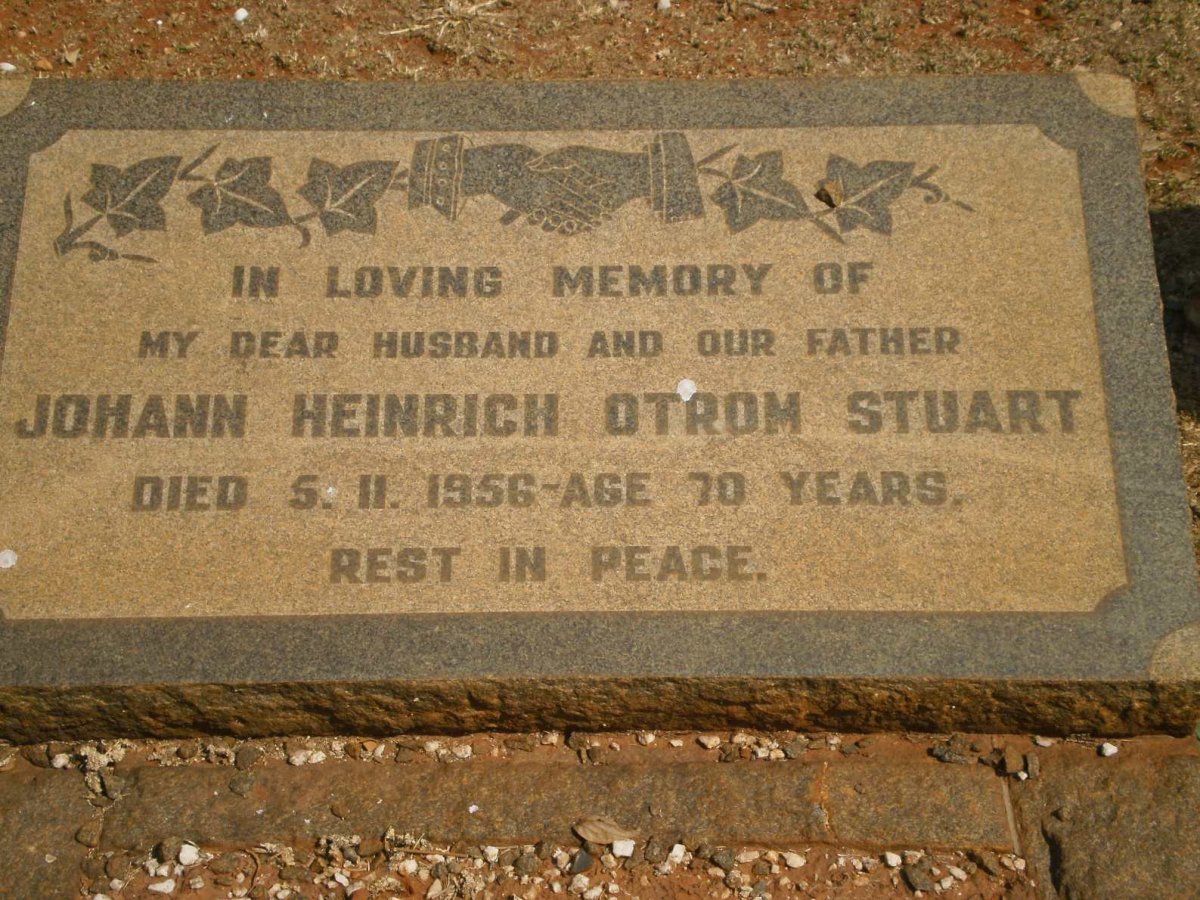 IN LOVING MEMORY OF
MY DEAR HUSBAND AND OUR FATHER
JOHANN HEINRICH OTROM STUART
DIED 5. 11. 1956-AGE 70 YEARS.
REST IN PEACE.